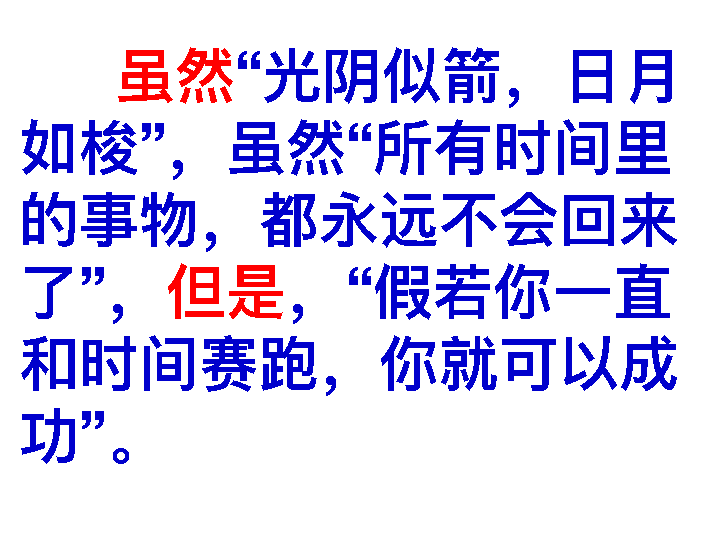 虽然“光阴似箭，日月
如梭”，虽然“所有时间里
的事物，都永远不会回来
了”，但是，“假若你一直
和时间赛跑，你就可以成
功”。